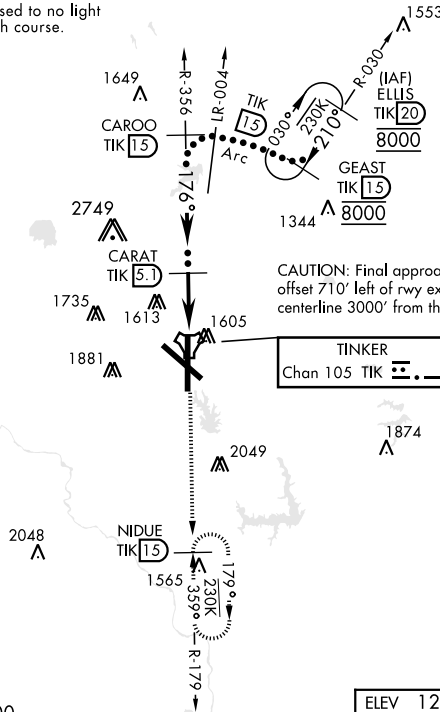 sed to no light
h course.
1553
1649
R-356
LR-004
TIK
15
Arc
030°
230K
210°
R-030
(IAF)
ELLIS
TIK 20
8000
CAROO
TIK 15
GEAST
TIK 15
8000
176°
1344
2749
CARAT
TIK 5.1
CAUTION: Final approa
offset 710' left of rwy ex
centerline 3000' from th
1735
1613
1605
TINKER
Chan 105 TIK
1881
1874
2049
NIDUE
TIK 15
2048
1565
359°
230K
179°
R-179
ELEV 12